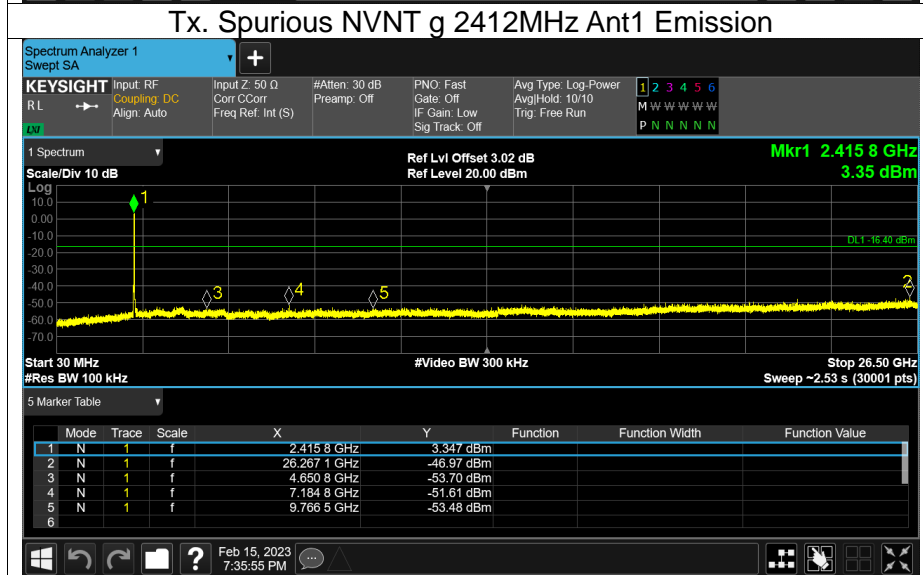 Tx. Spurious NVNT g 2412MHz Ant1 Emission
Spectrum Analyzer 1
Swept SA
+
KEYSIGHT Input: RF Input Z: 50 Ω #Atten: 30 dB PNO: Fast Avg Type: Log-Power 1 2 3 4 5 6
RL Coupling: DC Corr CCorr Preamp: Off Gate: Off Avg|Hold: 10/10 M W W W W W
Align: Auto Freq Ref: Int (S) IF Gain: Low Trig: Free Run
LXI Sig Track: Off P N N N N N
1 Spectrum Ref Lvl Offset 3.02 dB Mkr1 2.415 8 GHz
Scale/Div 10 dB Ref Level 20.00 dBm 3.35 dBm
Log
10.0 1
0.00
-10.0 DL1 -16.40 dBm
-20.0
-30.0
-40.0 3 4 5 2
-50.0
-60.0
-70.0
Start 30 MHz #Video BW 300 kHz Stop 26.50 GHz
#Res BW 100 kHz Sweep ~2.53 s (30001 pts)
5 Marker Table
Mode Trace Scale X Y Function Function Width Function Value
1 N 1 f 2.415 8 GHz 3.347 dBm
2 N 1 f 26.267 1 GHz -46.97 dBm
3 N 1 f 4.650 8 GHz -53.70 dBm
4 N 1 f 7.184 8 GHz -51.61 dBm
5 N 1 f 9.766 5 GHz -53.48 dBm
6
? Feb 15, 2023
7:35:55 PM